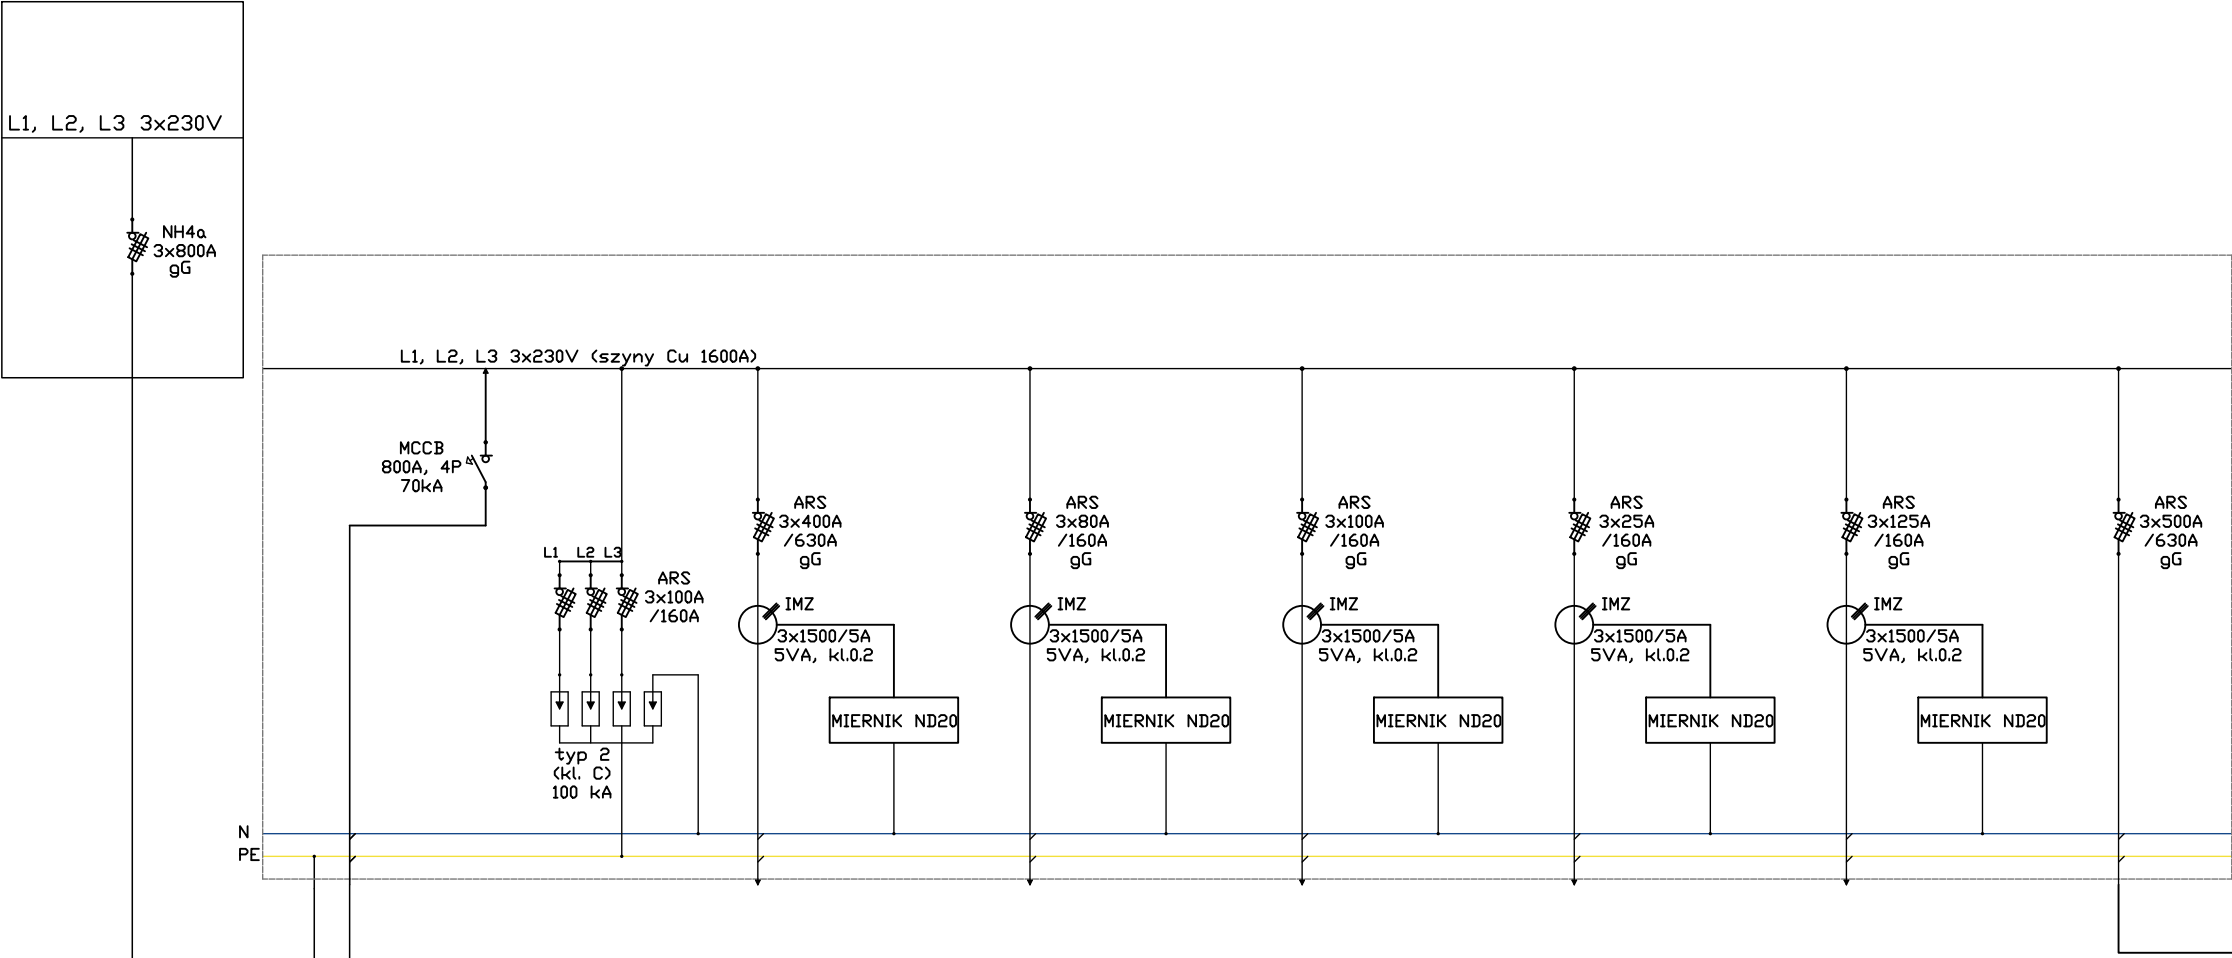 L1, L2, L3 3x230V
NH4a
3x800A
gG
L1, L2, L3 3x230V (szyny Cu 1600A)
MCCB
800A, 4P
70kA
L1 L2 L3
ARS
3x100A
/160A
typ 2
(kl. C)
100 kA
ARS
3x400A
/630A
gG
IMZ
3x1500/5A
5VA, kl.0.2
MIERNIK ND20
ARS
3x80A
/160A
gG
IMZ
3x1500/5A
5VA, kl.0.2
MIERNIK ND20
ARS
3x100A
/160A
gG
IMZ
3x1500/5A
5VA, kl.0.2
MIERNIK ND20
ARS
3x25A
/160A
gG
IMZ
3x1500/5A
5VA, kl.0.2
MIERNIK ND20
ARS
3x125A
/160A
gG
IMZ
3x1500/5A
5VA, kl.0.2
MIERNIK ND20
ARS
3x500A
/630A
gG
N
PE